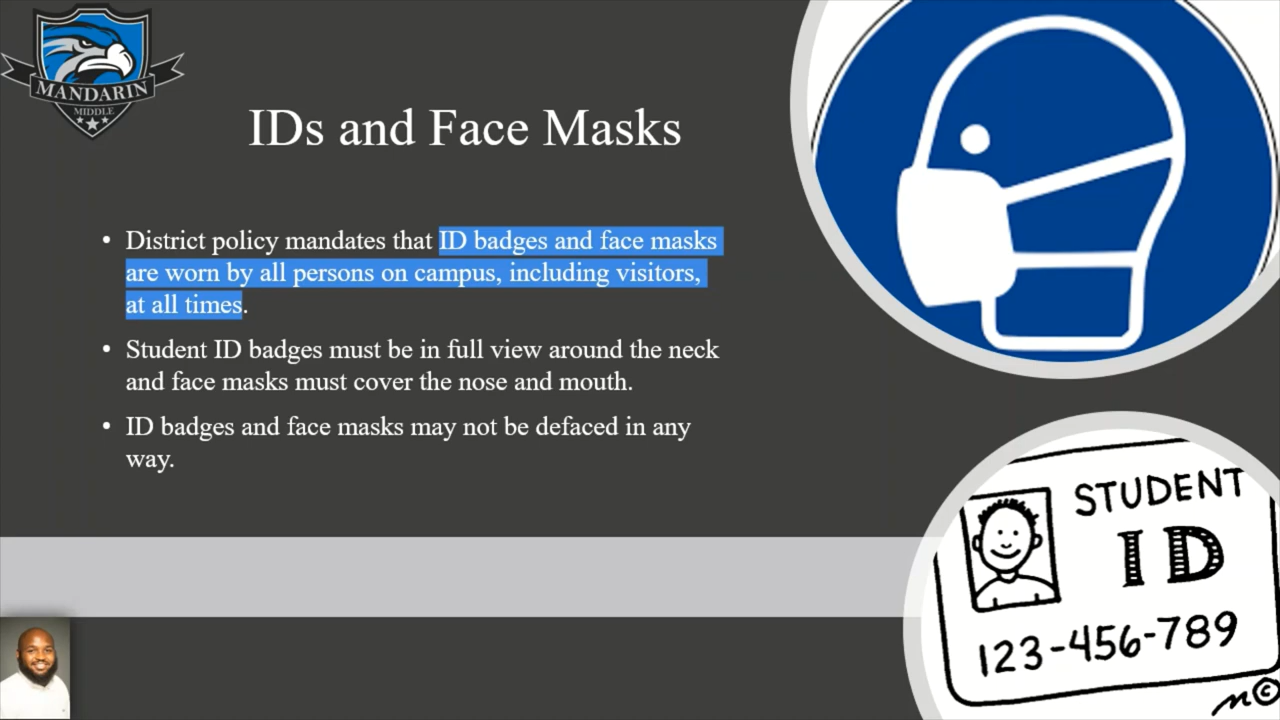 MANDARIN
MIDDLE
IDs and Face Masks
• District policy mandates that ID badges and face masks
are worn by all persons on campus, including visitors,
at all times.
• Student ID badges must be in full view around the neck
and face masks must cover the nose and mouth.
• ID badges and face masks may not be defaced in any
way.
STUDENT
ID
123-456-789
m©